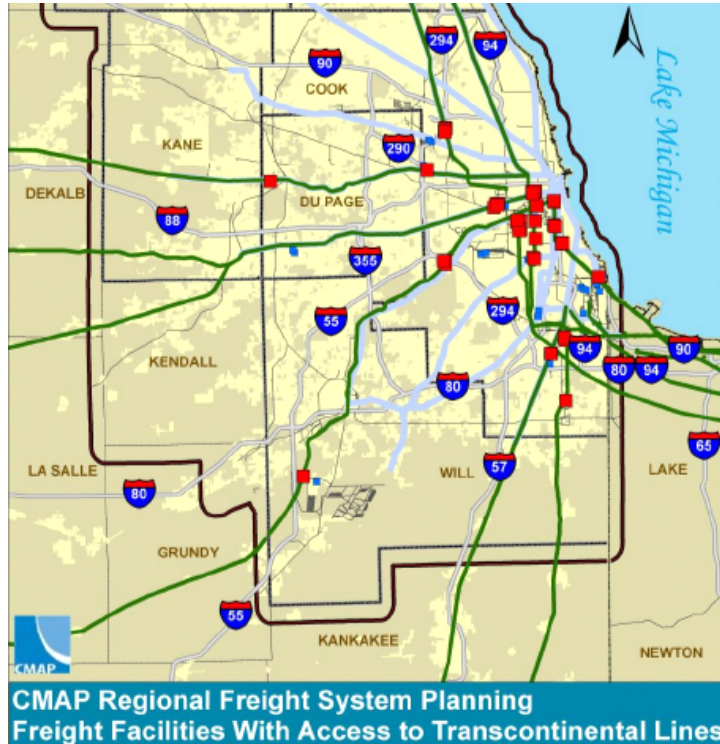 294
94
90
COOK
Lake Michigan
KANE
290
DEKALB
DU PAGE
88
355
294
55
KENDALL
94
90
80
94
80
65
LA SALLE
WILL
57
LAKE
80
GRUNDY
55
KANKAKEE
NEWTON
CMAP
CMAP Regional Freight System Planning
Freight Facilities With Access to Transcontinental Lines